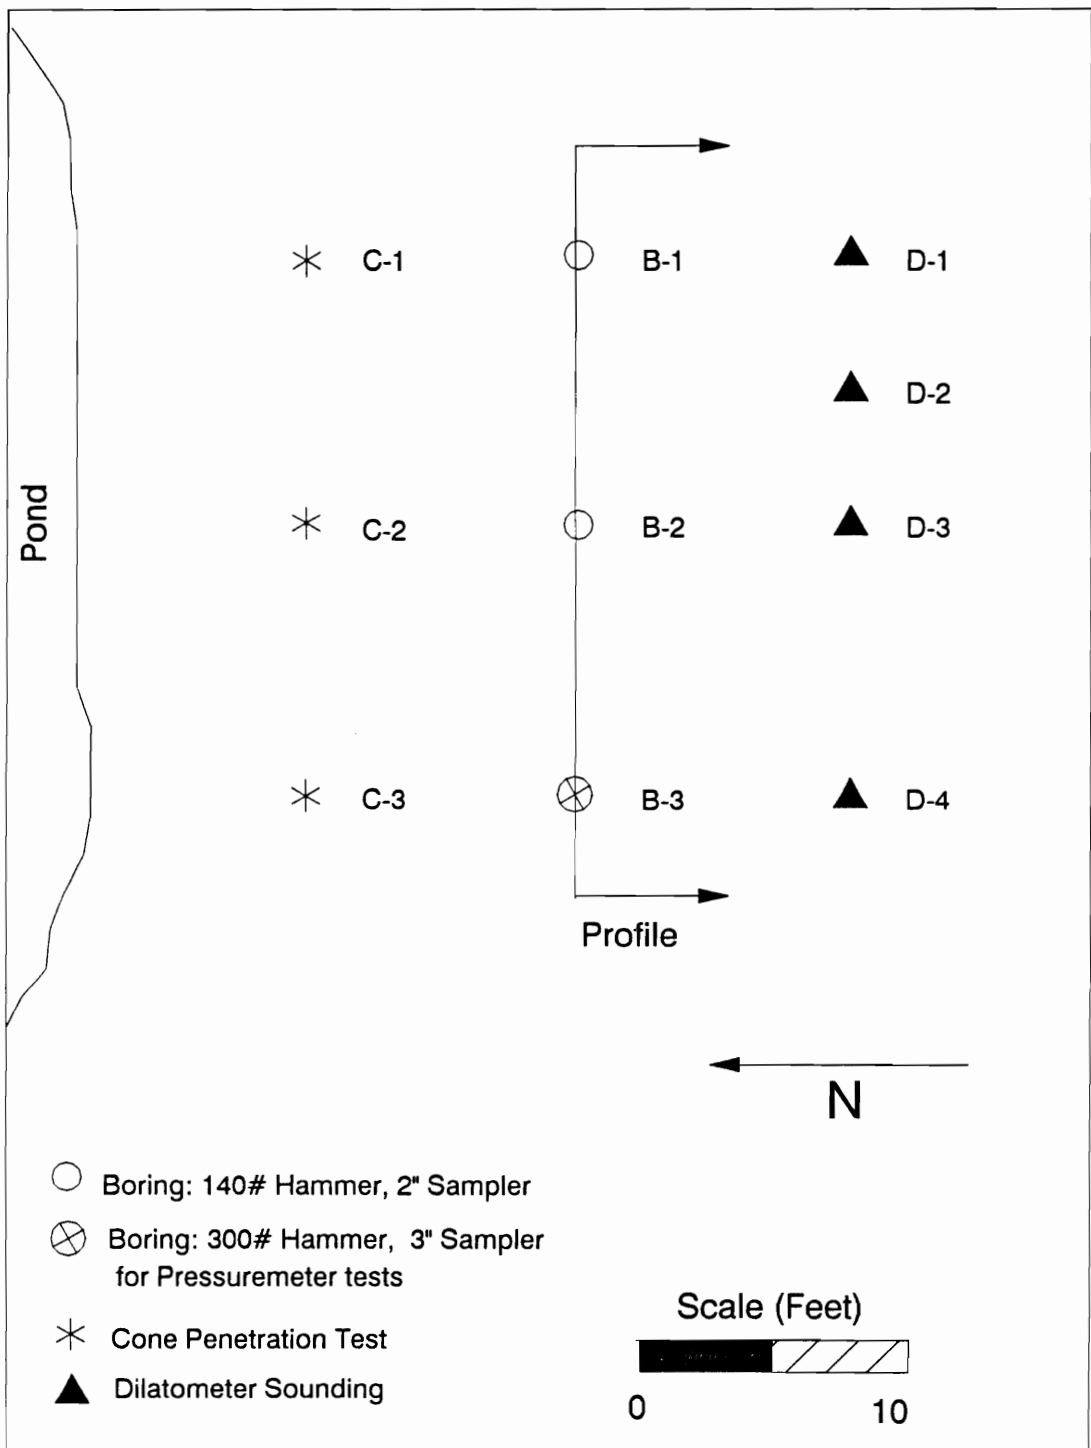 C-1
B-1
D-1
D-2
Pond
C-2
B-2
D-3
C-3
B-3
D-4
Profile
N
Boring: 140# Hammer, 2" Sampler
Boring: 300# Hammer, 3" Sampler
for Pressuremeter tests
Cone Penetration Test
Dilatometer Sounding
Scale (Feet)
0
10